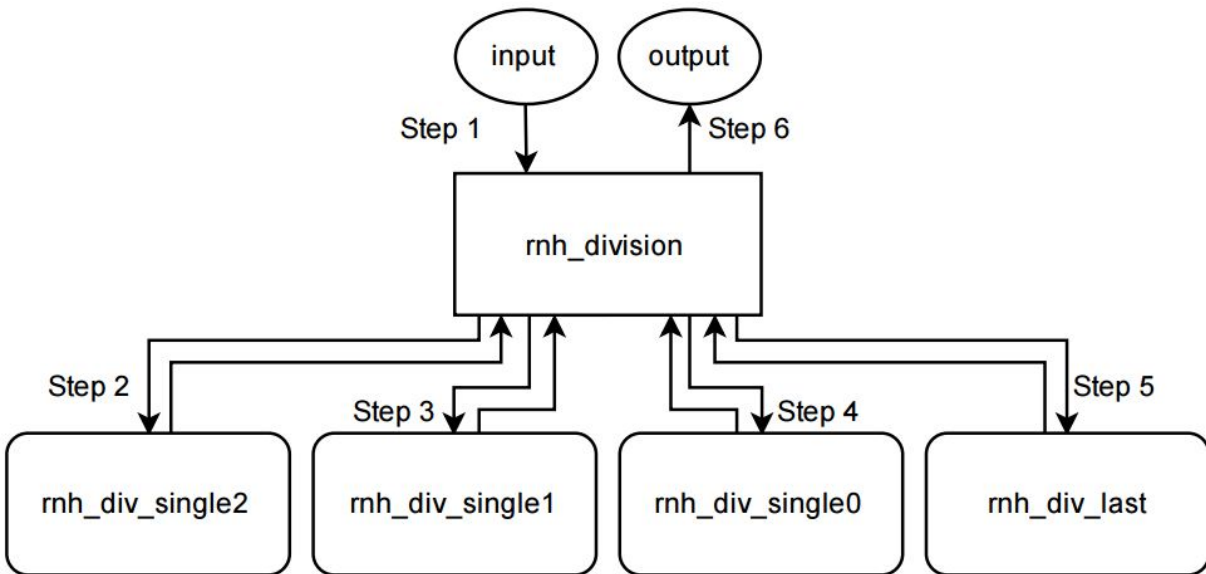 input
output
Step 1
Step 6
rnh_division
Step 2
Step 3
Step 4
Step 5
rnh_div_single2
rnh_div_single1
rnh_div_single0
rnh_div_last